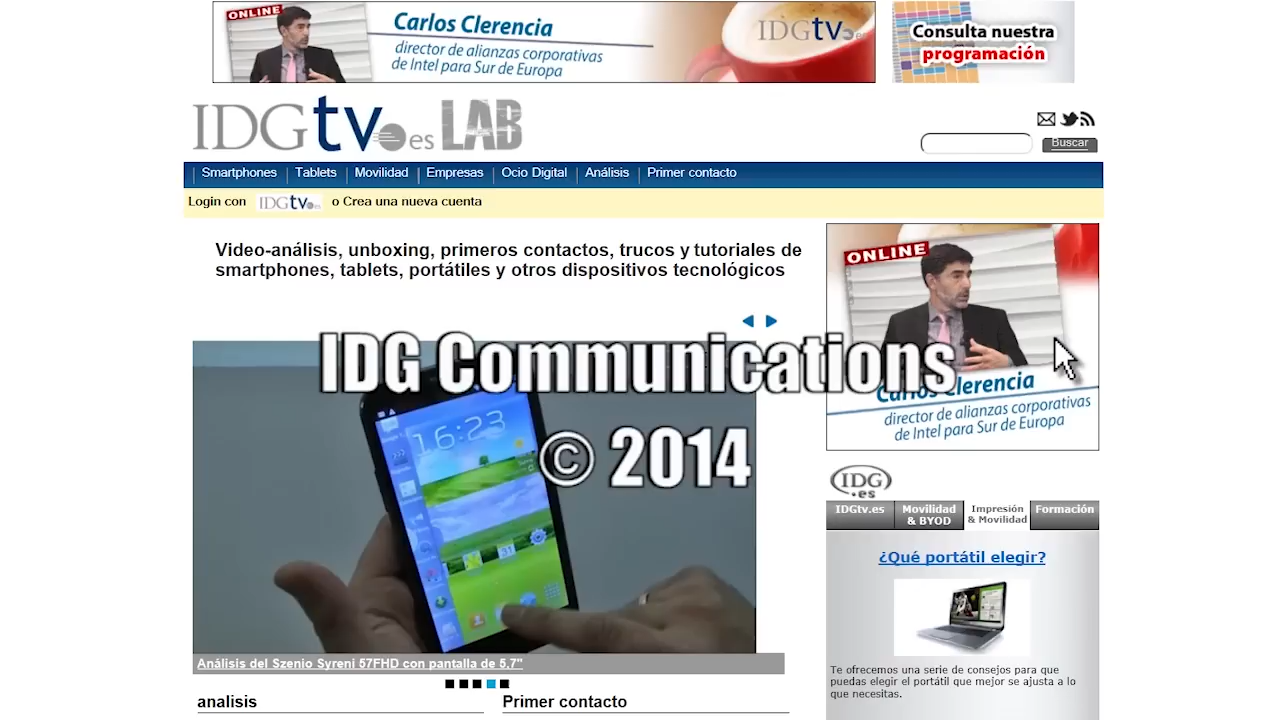 ONLINE
Carlos Clerencia
director de alianzas corporativas
de Intel para Sur de Europa
IDGtv.es
Consulta nuestra
programación
IDGtv.es LAB
Buscar
Smartphones Tablets Movilidad Empresas Ocio Digital Análisis Primer contacto
Login con IDGtv.es o Crea una nueva cuenta
Video-análisis, unboxing, primeros contactos, trucos y tutoriales de
smartphones, tablets, portátiles y otros dispositivos tecnológicos
ONLINE
Carlos Clerencia
director de alianzas corporativas
de Intel para Sur de Europa
IDG Communications
© 2014
16:23
31
Análisis del Szenio Syreni 57FHD con pantalla de 5,7"
analisis
Primer contacto
IDG.es
IDGtv.es Movilidad & BYOD Impresión & Movilidad Formación
¿Qué portátil elegir?
Te ofrecemos una serie de consejos para que
puedas elegir el portátil que mejor se ajusta a lo
que necesitas.